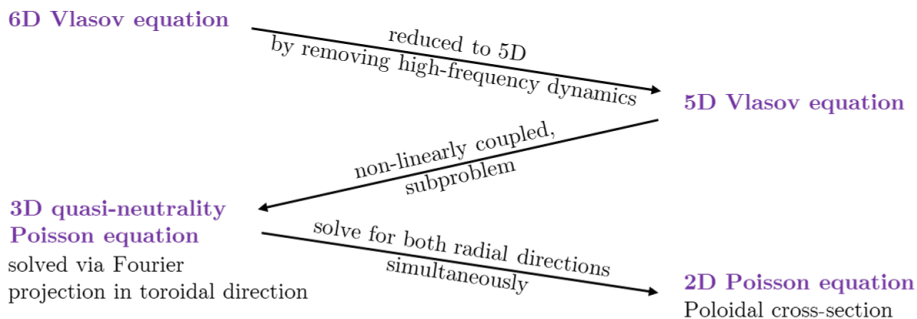 6D Vlasov equation
reduced to 5D
by removing high-frequency dynamics
5D Vlasov equation
non-linearly coupled,
subproblem
3D quasi-neutrality
Poisson equation
solved via Fourier
projection in toroidal direction
solve for both radial directions
simultaneously
2D Poisson equation
Poloidal cross-section